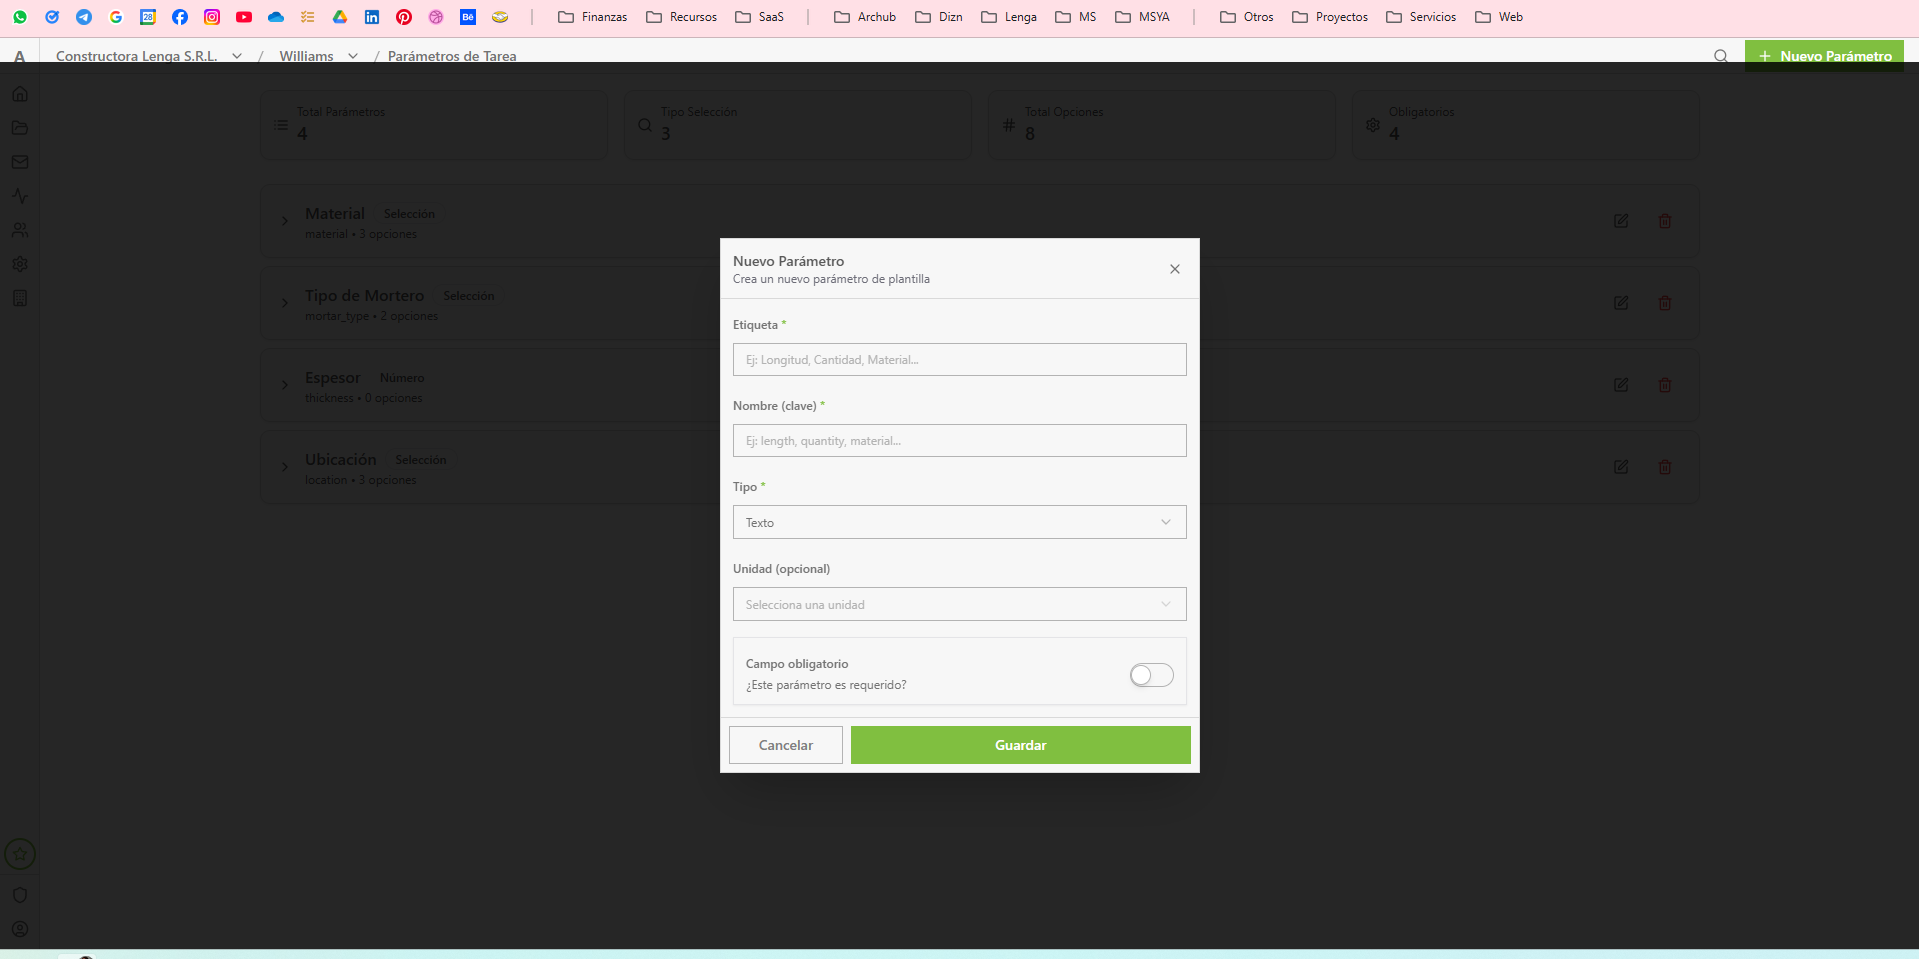 Finanzas Recursos SaaS Archub Dizn Lenga MS MSYA Otros Proyectos Servicios Web
A Constructora Lenga S.R.L. / Williams / Parámetros de Tarea + Nuevo Parámetro
Total Parámetros
4
Tipo Selección
3
Total Opciones
8
Obligatorios
4
Material Selección
material • 3 opciones
Tipo de Mortero Selección
mortar_type • 2 opciones
Espesor Número
thickness • 0 opciones
Ubicación Selección
location • 3 opciones
Nuevo Parámetro
Crea un nuevo parámetro de plantilla
Etiqueta *
Ej: Longitud, Cantidad, Material...
Nombre (clave) *
Ej: length, quantity, material...
Tipo *
Texto
Unidad (opcional)
Selecciona una unidad
Campo obligatorio
¿Este parámetro es requerido?
Cancelar
Guardar